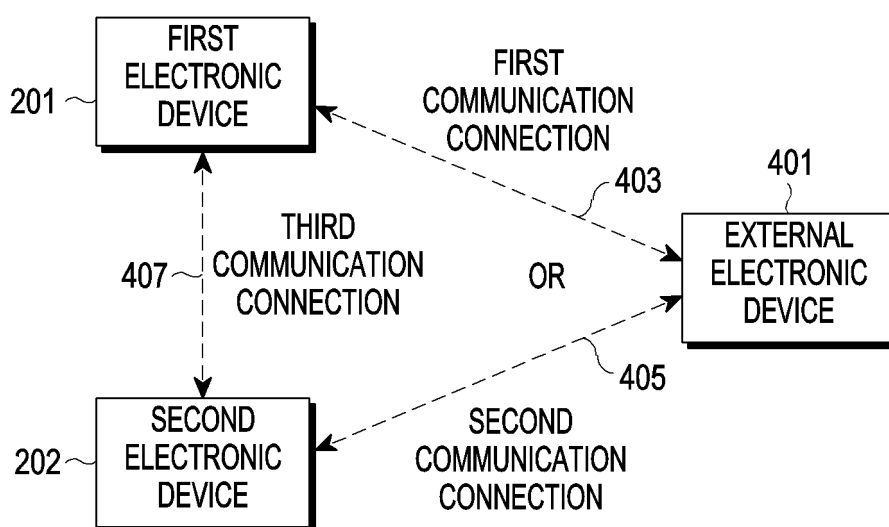 FIRST
ELECTRONIC
DEVICE
201
FIRST
COMMUNICATION
CONNECTION
403
401
EXTERNAL
ELECTRONIC
DEVICE
THIRD
COMMUNICATION
CONNECTION
407
OR
405
SECOND
ELECTRONIC
DEVICE
202
SECOND
COMMUNICATION
CONNECTION